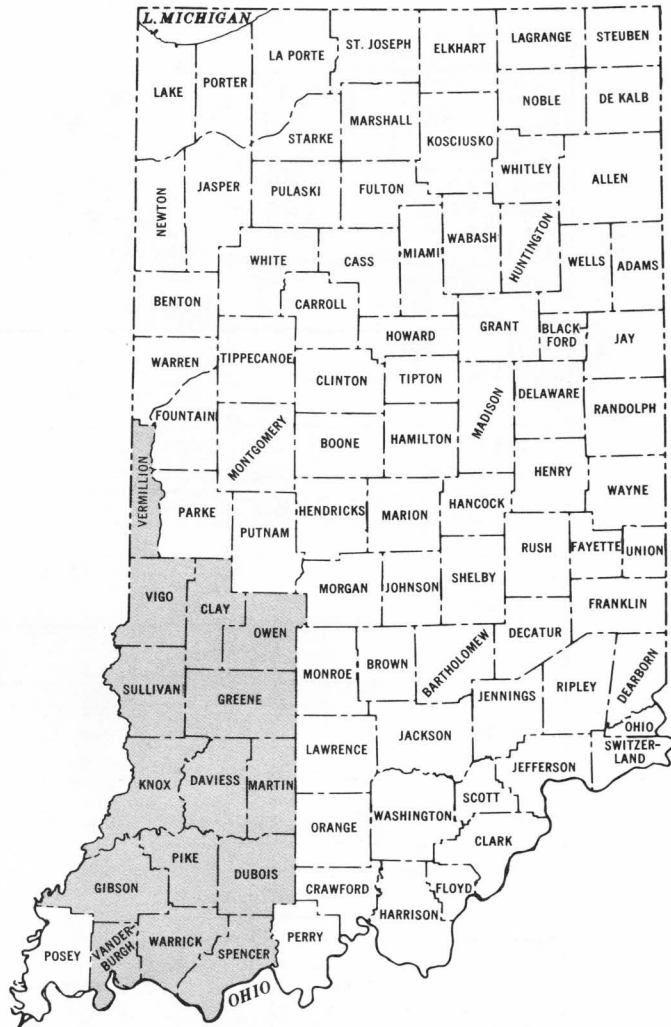 L. MICHIGAN
LA PORTE
ST. JOSEPH
ELKHART
LAGRANGE
STEUBEN
LAKE
PORTER
NOBLE
DE KALB
STARKE
MARSHALL
KOSCIUSKO
WHITLEY
ALLEN
NEWTON
JASPER
PULASKI
FULTON
WHITE
CASS
MIAMI
WABASH
HUNTINGTON
WELLS
ADAMS
BENTON
CARROLL
HOWARD
GRANT
BLACK
FORD
JAY
WARREN
TIPPECANOE
CLINTON
TIPTON
MADISON
DELAWARE
RANDOLPH
FOUNTAIN
MONTGOMERY
BOONE
HAMILTON
HENRY
WAYNE
VERMILLION
PARKE
PUTNAM
HENDRICKS
MARION
HANCOCK
RUSH
FAYETTE
UNION
VIGO
CLAY
OWEN
MORGAN
JOHNSON
SHELBY
FRANKLIN
SULLIVAN
GREENE
MONROE
BROWN
BARTHOLOMEW
DECATUR
JENNINGS
RIPLEY
DEARBORN
OHIO
SWITZER-
LAND
KNOX
DAVIESS
MARTIN
LAWRENCE
JACKSON
JEFFERSON
SCOTT
WASHINGTON
ORANGE
CLARK
PIKE
DUBOIS
GIBSON
CRAWFORD
FLOYD
HARRISON
POSEY
VANDER-
BURGH
WARRICK
SPENCER
PERRY
OHIO